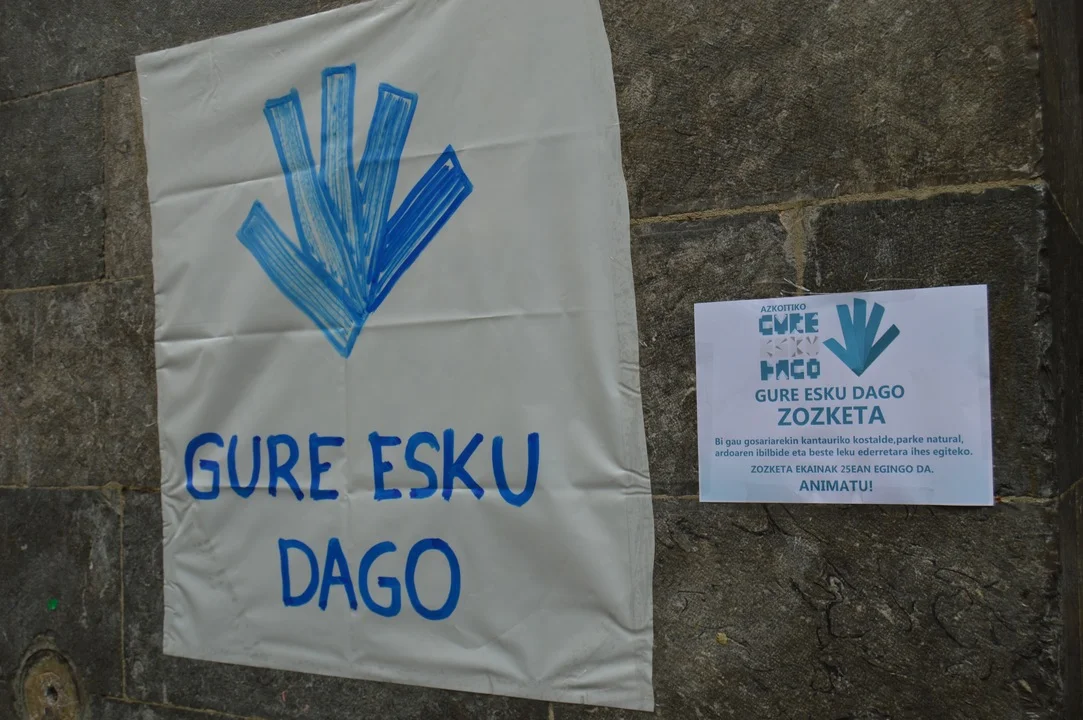 GURE ESKU
DAGO
AZKOITIKO
GURE
ESKU
DAGO
GURE ESKU DAGO
ZOZKETA
Bi gau gosariarekin kantauriko kostalde,parke natural,
ardoaren ibilbide eta beste leku ederretara ihes egiteko.
ZOZKETA EKAINAK 25EAN EGINGO DA.
ANIMATU!